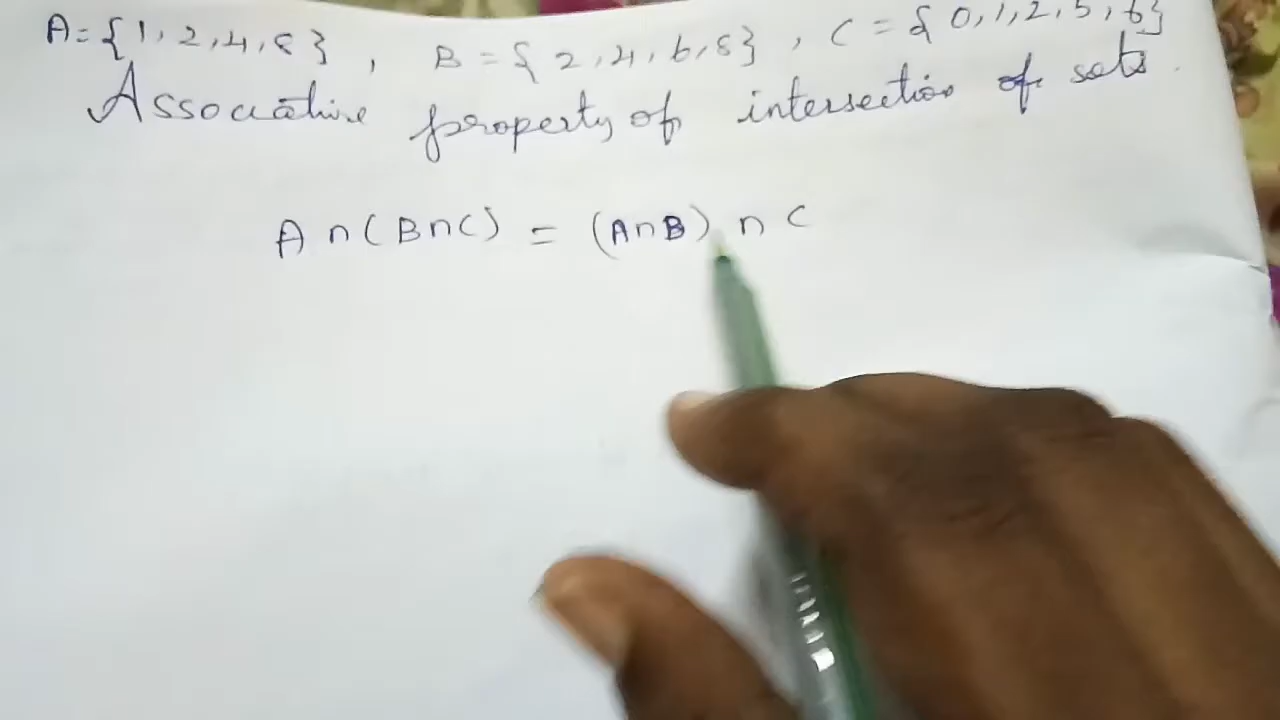 A = {1, 2, 4, 8}, B = {2, 4, 6, 8}, C = {0, 1, 2, 5, 6}
Associative property of intersection of sets.
A ∩ (B ∩ C) = (A ∩ B) ∩ C